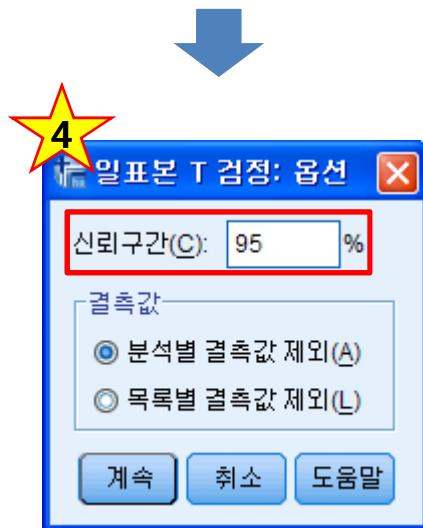 4
일표본 T 검정: 옵션
신뢰구간(C): 95 %
결측값
분석별 결측값 제외(A)
목록별 결측값 제외(L)
계속 취소 도움말